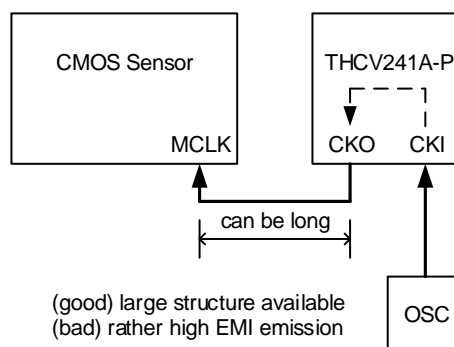 CMOS Sensor
THCV241A-P
MCLK
CKO
CKI
can be long
(good) large structure available
(bad) rather high EMI emission
OSC